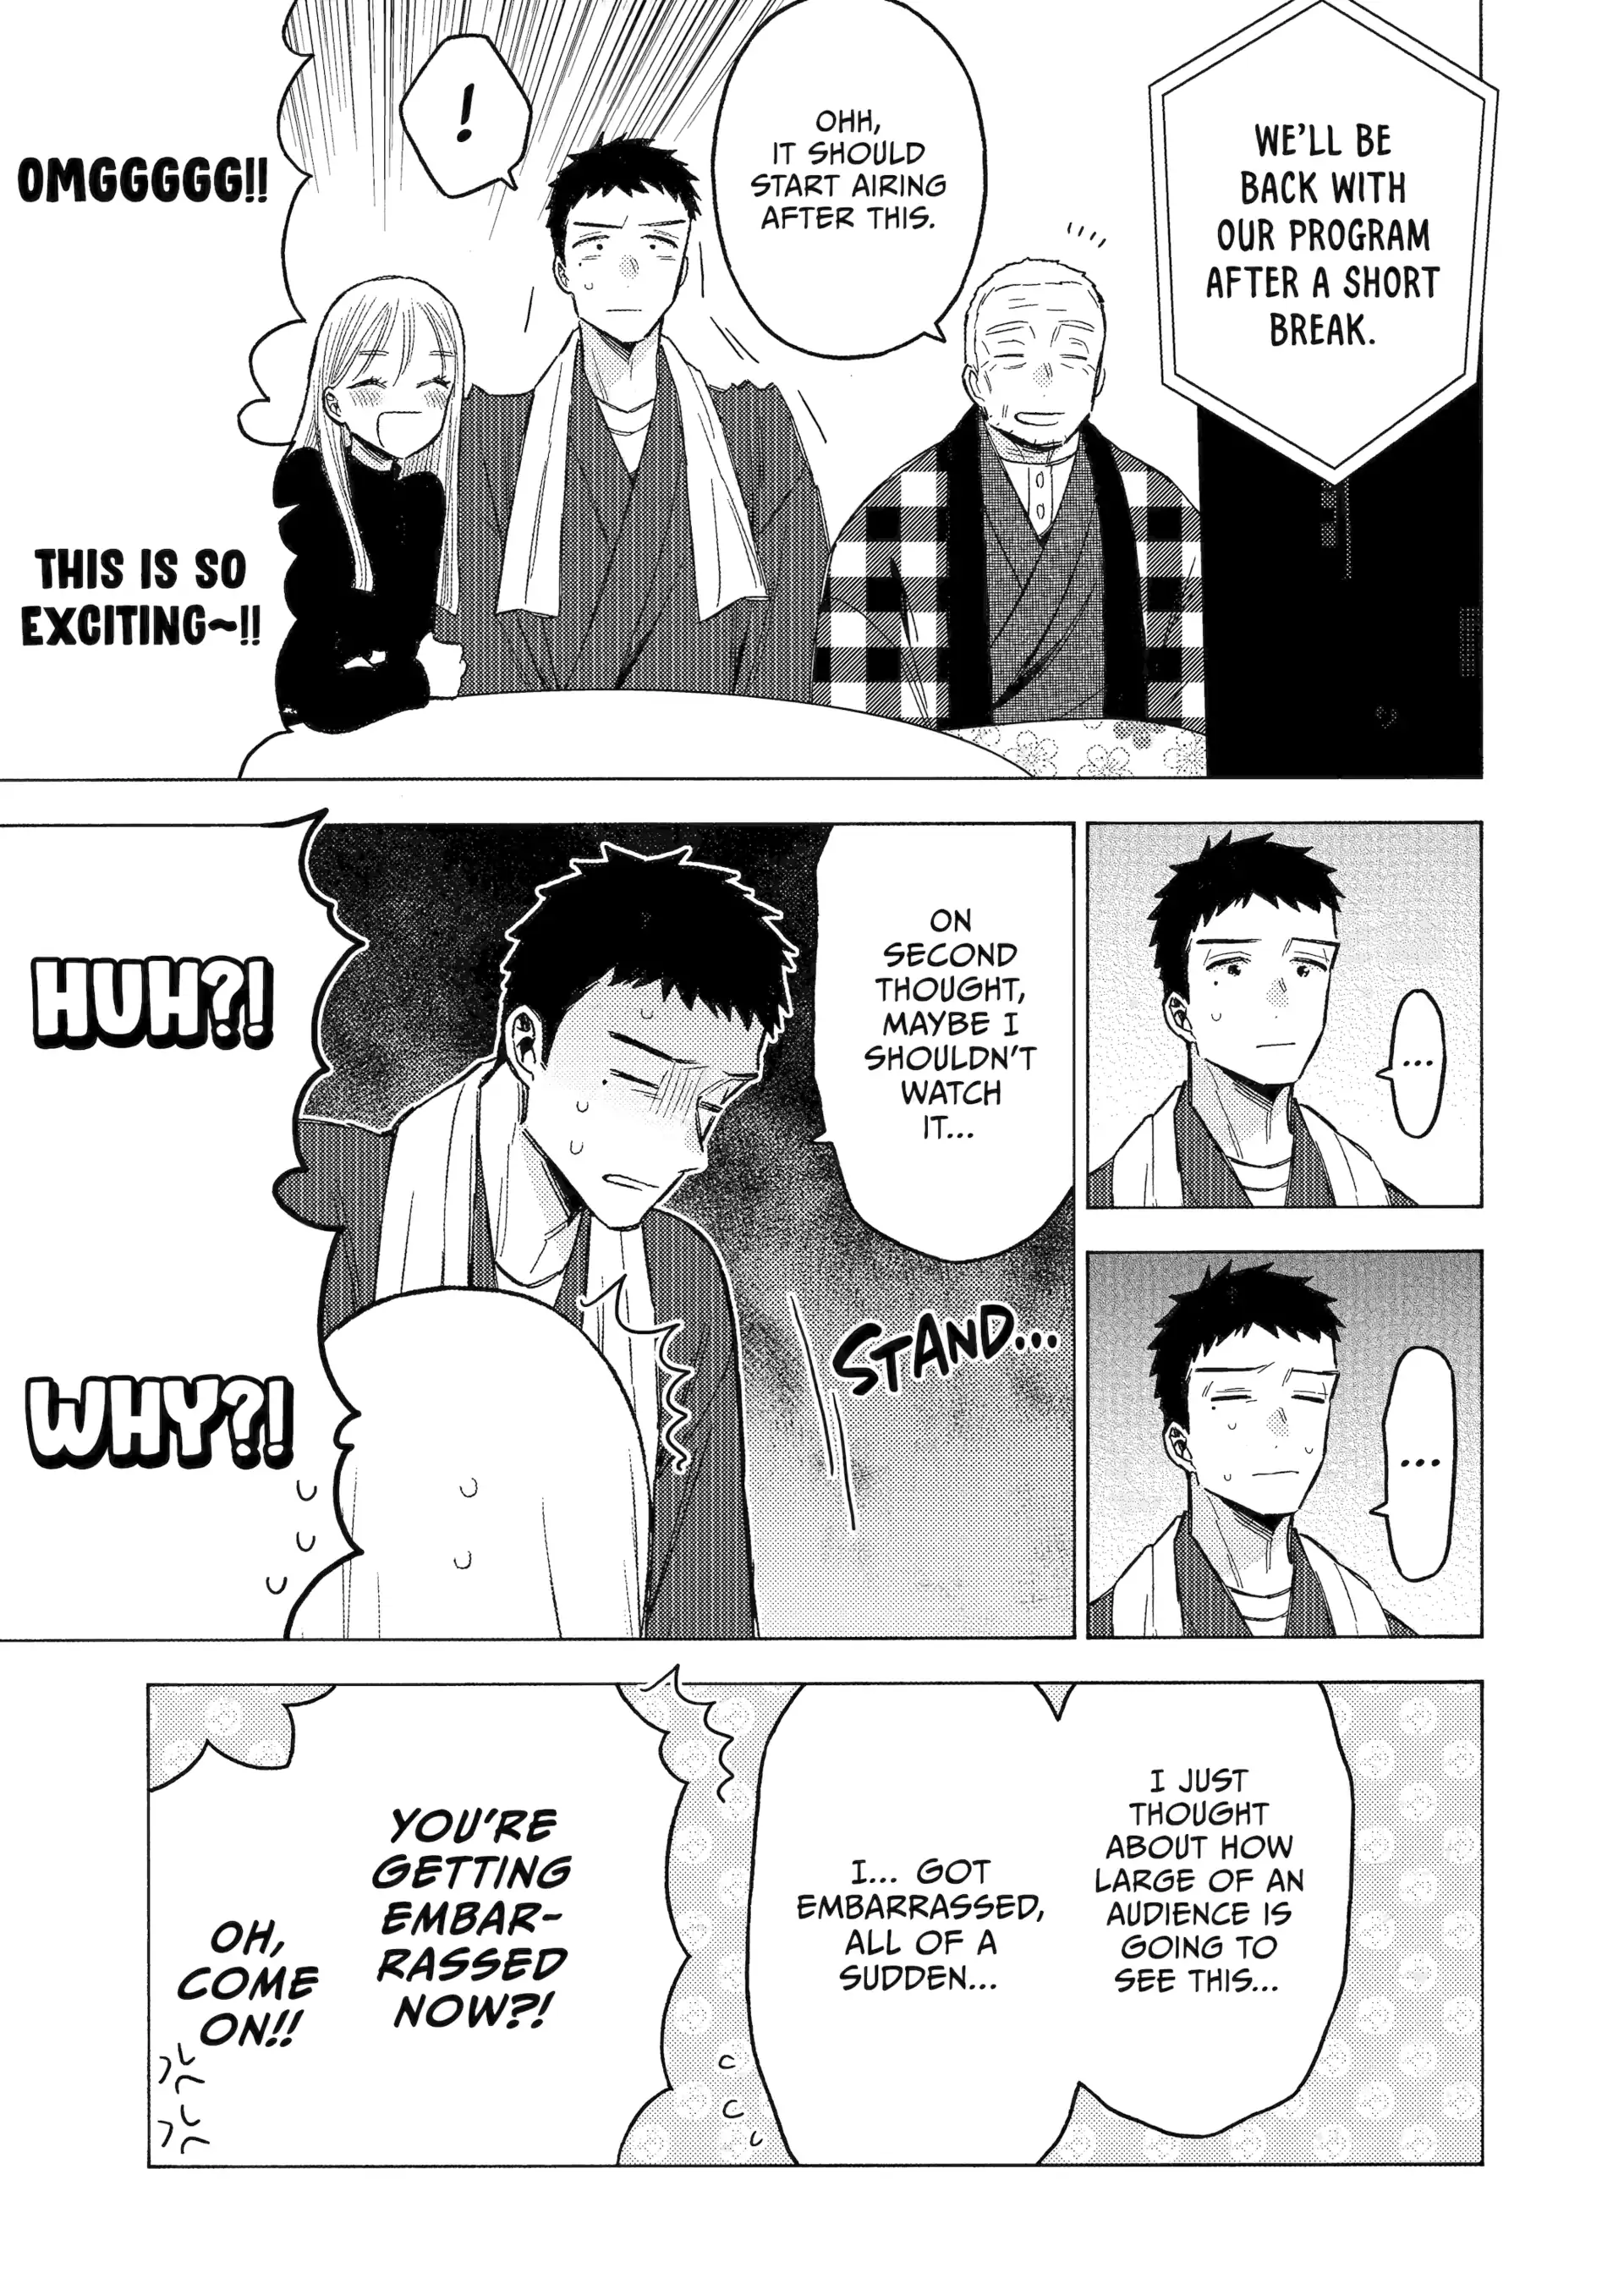 WE'LL BE
BACK WITH
OUR PROGRAM
AFTER A SHORT
BREAK.
OHH,
IT SHOULD
START AIRING
AFTER THIS.
!
OMGGGGG!!
THIS IS SO
EXCITING~!!
...
...
ON
SECOND
THOUGHT,
MAYBE I
SHOULDN'T
WATCH
IT...
STAND...
HUH?!
WHY?!
I JUST
THOUGHT
ABOUT HOW
LARGE OF AN
AUDIENCE IS
GOING TO
SEE THIS...
I... GOT
EMBARRASSED,
ALL OF A
SUDDEN...
YOU'RE
GETTING
EMBAR-
RASSED
NOW?!
OH,
COME
ON!!